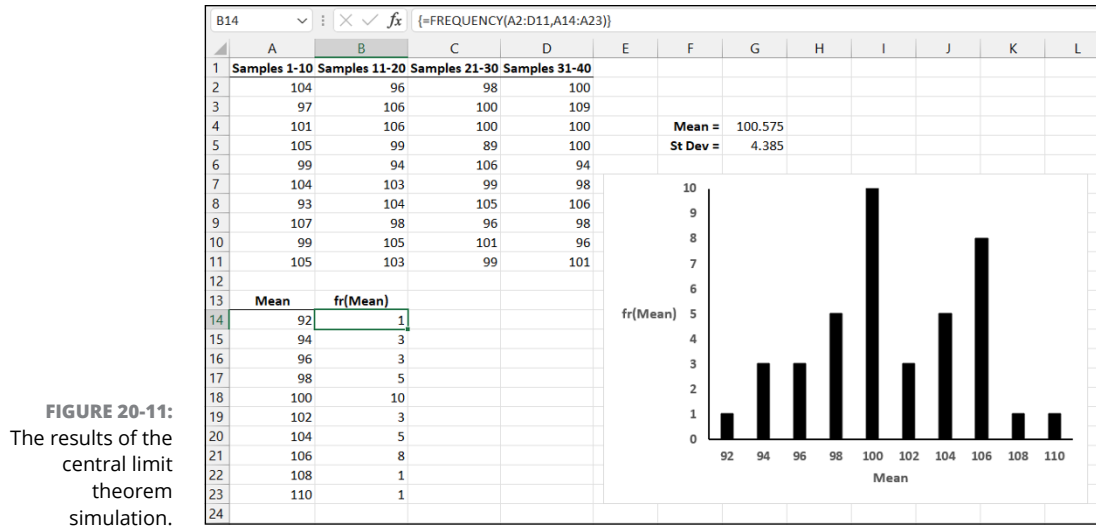 B14 fx {=FREQUENCY(A2:D11,A14:A23)}
A B C D E F G H I J K L
1 Samples 1-10 Samples 11-20 Samples 21-30 Samples 31-40
2 104 96 98 100
3 97 106 100 109
4 101 106 100 100 Mean = 100.575
5 105 99 89 100 St Dev = 4.385
6 99 94 106 94
7 104 103 99 98
8 93 104 105 106
9 107 98 96 98
10 99 105 101 96
11 105 103 99 101
12
13 Mean fr(Mean)
14 92 1
15 94 3
16 96 3
17 98 5
18 100 10
19 102 3
20 104 5
21 106 8
22 108 1
23 110 1
24
10
9
8
7
6
fr(Mean) 5
4
3
2
1
0
92 94 96 98 100 102 104 106 108 110
Mean
FIGURE 20-11:
The results of the
central limit
theorem
simulation.